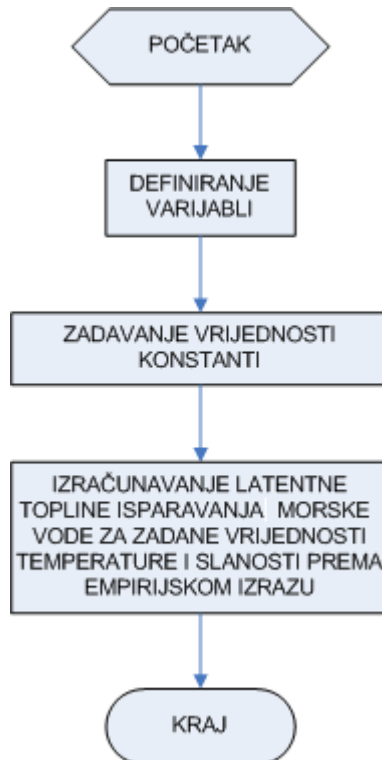 POČETAK
DEFINIRANJE
VARIJABLI
ZADAVANJE VRIJEDNOSTI
KONSTANTI
IZRAČUNAVANJE LATENTNE
TOPLINE ISPARAVANJA MORSKE
VODE ZA ZADANE VRIJEDNOSTI
TEMPERATURE I SLANOSTI PREMA
EMPIRIJSKOM IZRAZU
KRAJ